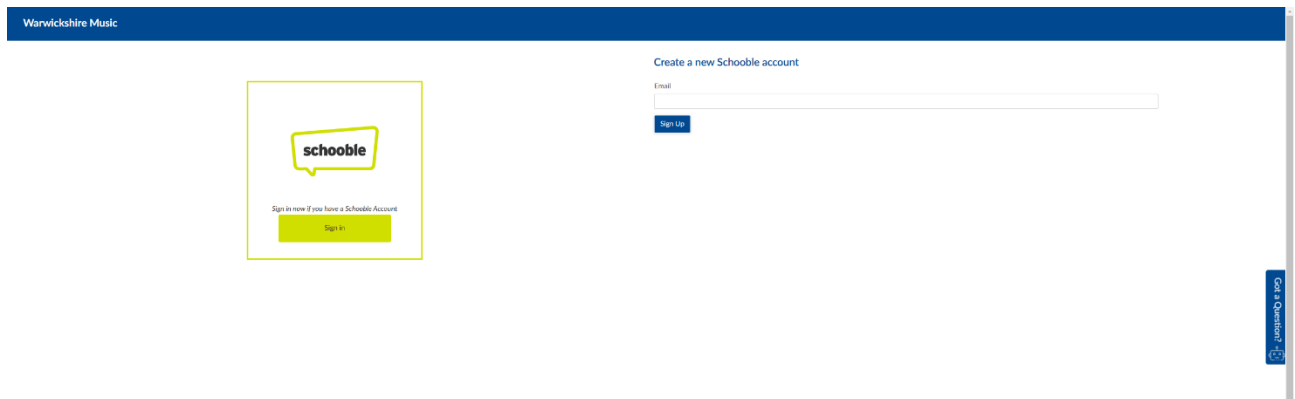 Warwickshire Music
schooble
Sign in now if you have a Schooble Account
Sign in
Create a new Schooble account
Email
Sign Up
Got a Question?